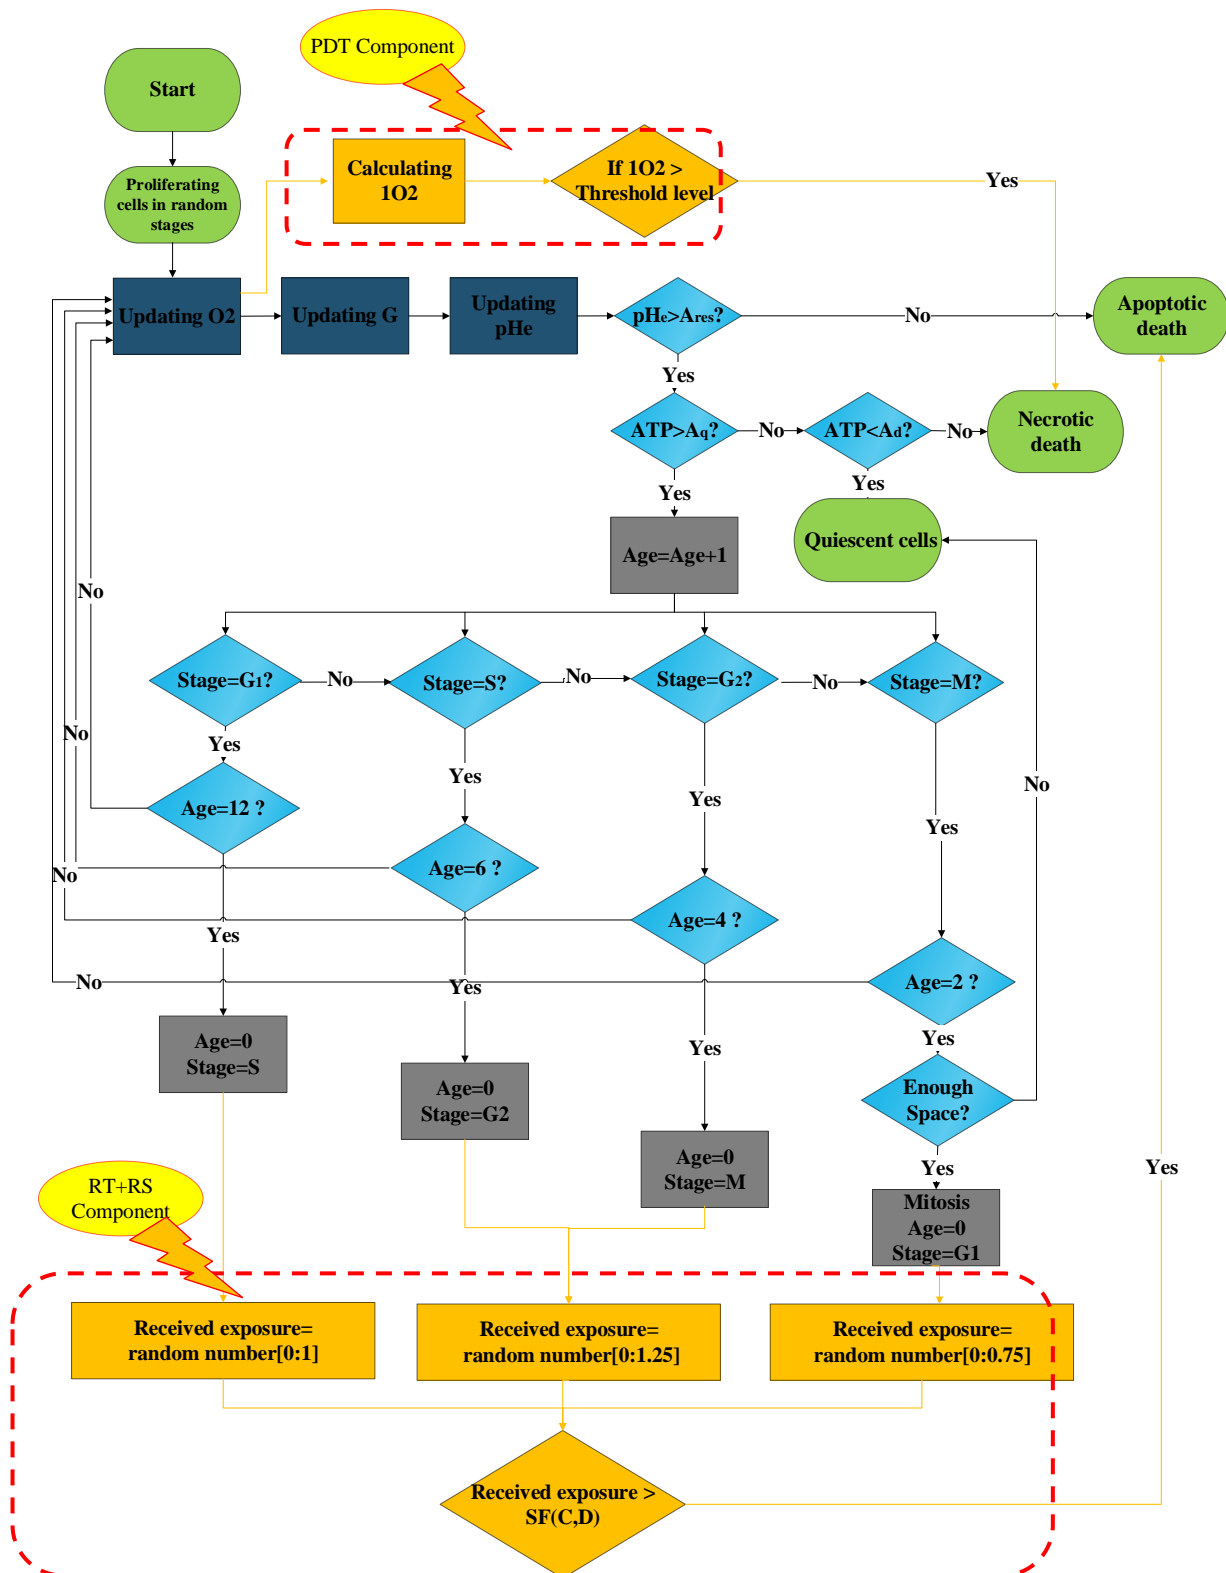 PDT Component
Start
Calculating
1O2
If 1O2 >
Threshold level
Yes
Proliferating
cells in random
stages
Updating O2
Updating G
Updating
pHe
pHe>Ares?
No
Apoptotic
death
Yes
ATP>Aq?
No
ATP<Ad?
No
Necrotic
death
Yes
Yes
Quiescent cells
Age=Age+1
No
Stage=G1?
No
Stage=S?
No
Stage=G2?
No
Stage=M?
No
Yes
Yes
Yes
Yes
No
Age=12 ?
Age=6 ?
No
Age=4 ?
Yes
No
Age=2 ?
Yes
Yes
Yes
Age=0
Stage=S
Age=0
Stage=G2
Enough
Space?
Age=0
Stage=M
Yes
Yes
RT+RS
Component
Mitosis
Age=0
Stage=G1
Received exposure=
random number[0:1]
Received exposure=
random number[0:1.25]
Received exposure=
random number[0:0.75]
Received exposure >
SF(C,D)